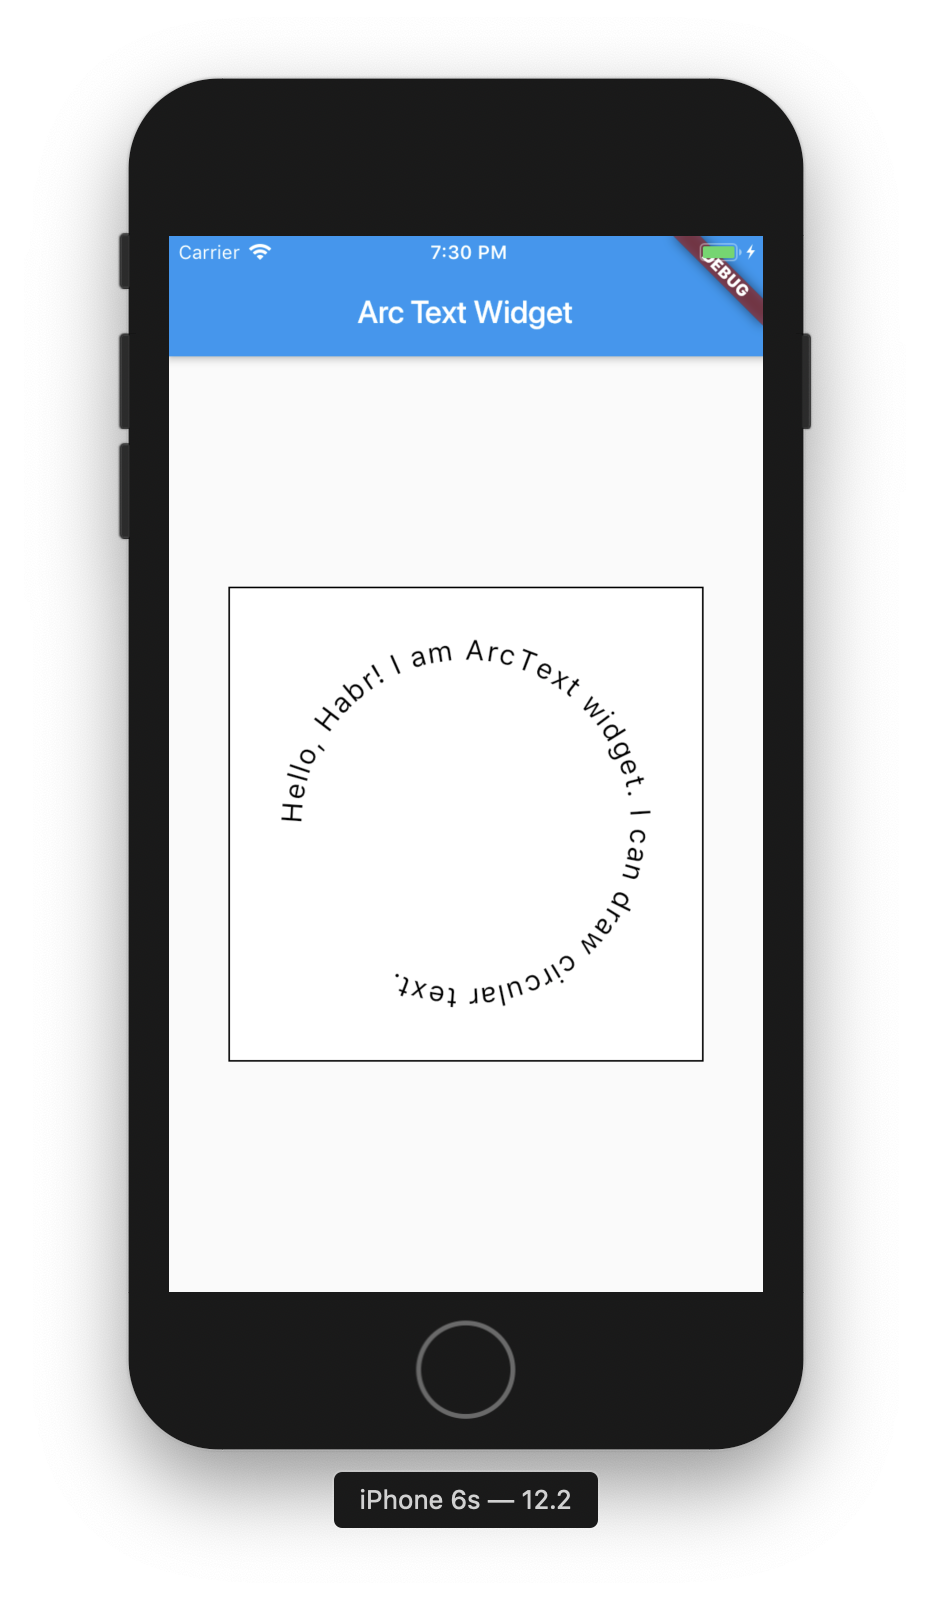 Carrier 7:30 PM
DEBUG
Arc Text Widget
Hello, Habr! I am ArcText widget. I can draw circular text.
iPhone 6s — 12.2